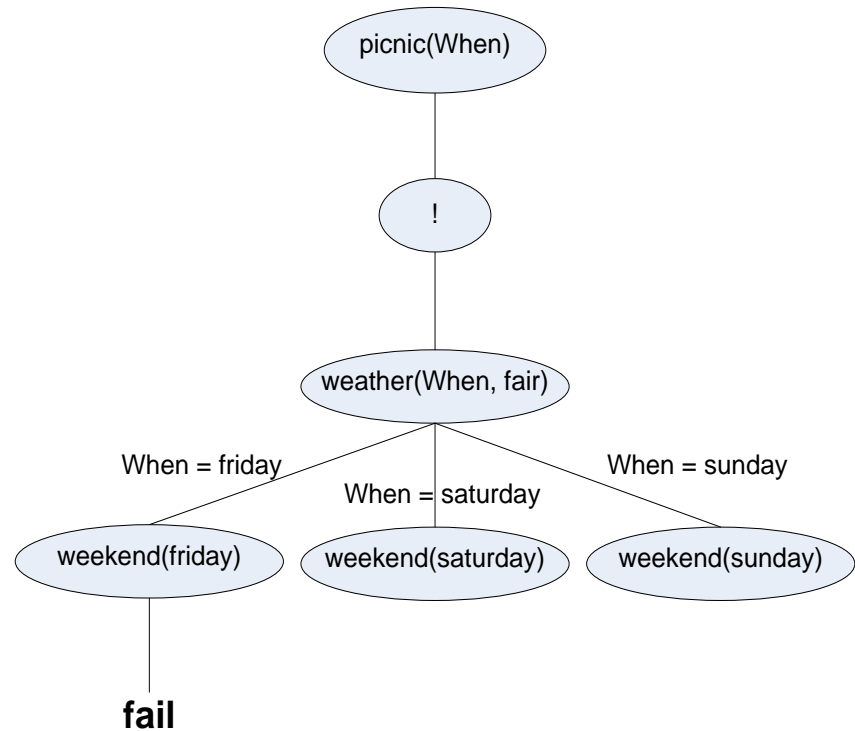 picnic(When)
!
weather(When, fair)
When = friday
When = saturday
When = sunday
weekend(friday)
weekend(saturday)
weekend(sunday)
fail